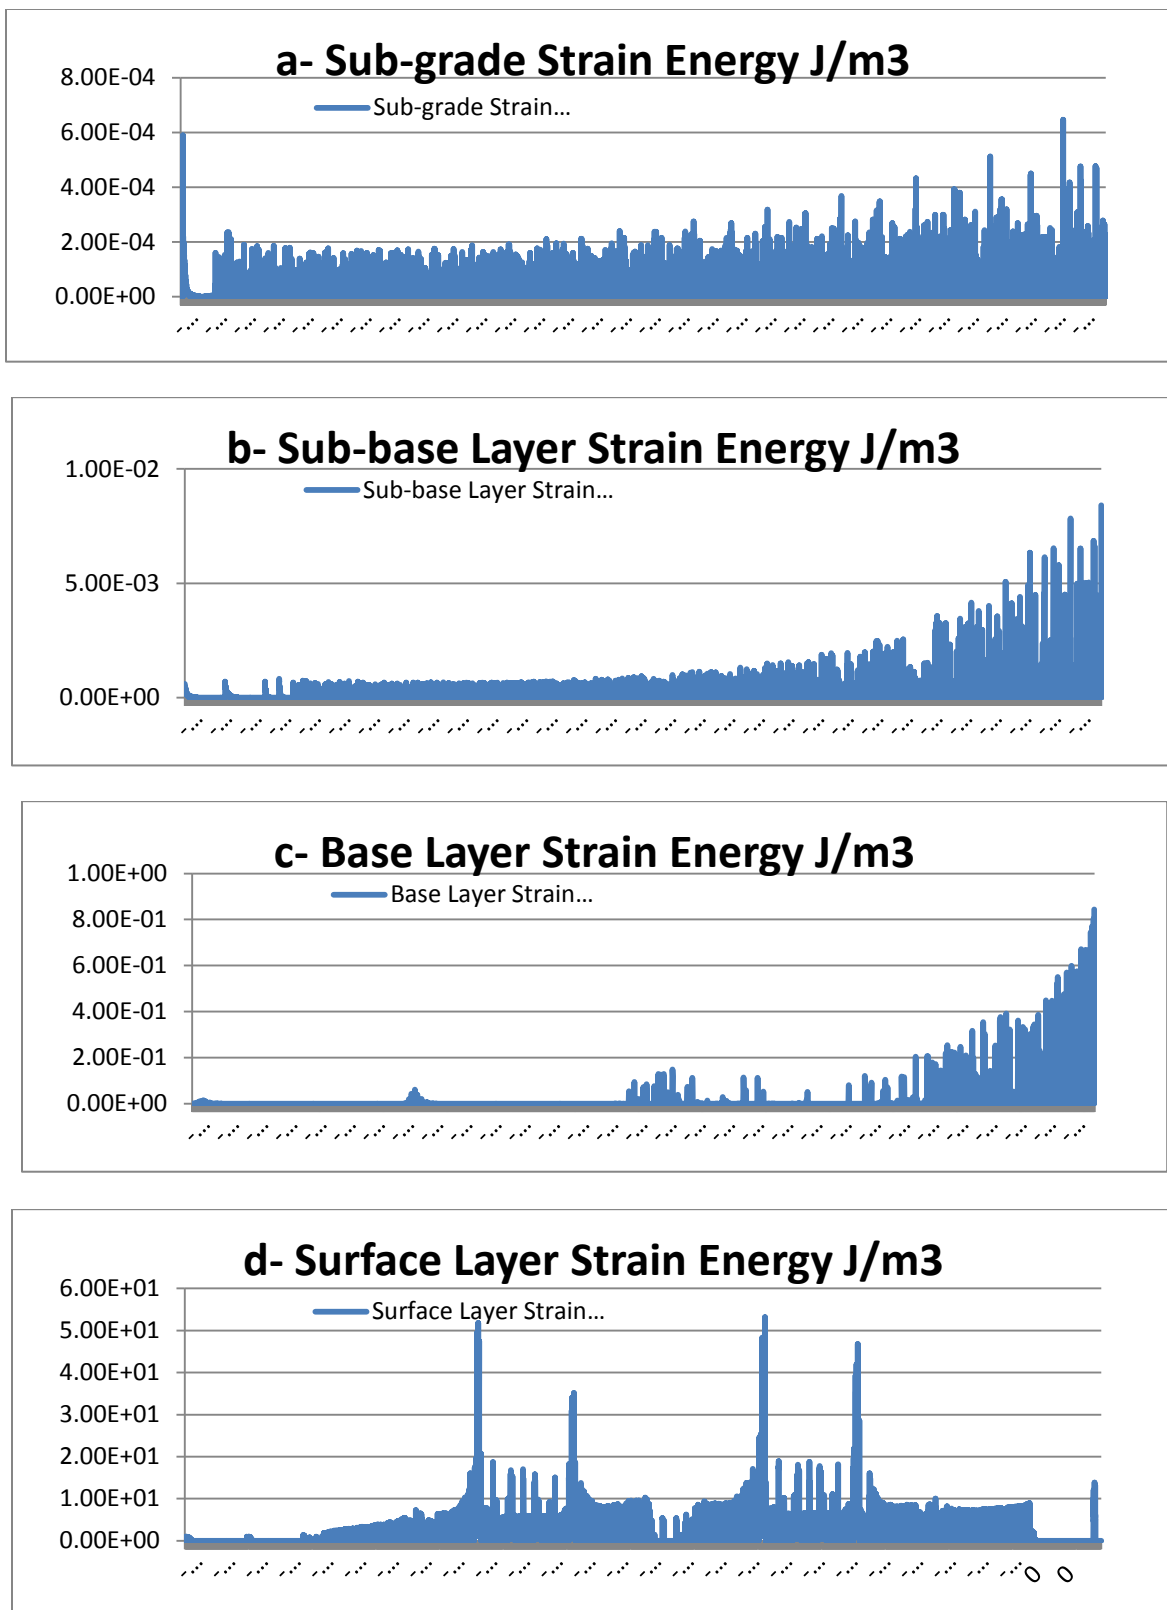 a- Sub-grade Strain Energy J/m3
8.00E-04
Sub-grade Strain…
6.00E-04
4.00E-04
2.00E-04
0.00E+00
b- Sub-base Layer Strain Energy J/m3
1.00E-02
Sub-base Layer Strain…
5.00E-03
0.00E+00
c- Base Layer Strain Energy J/m3
1.00E+00
Base Layer Strain…
8.00E-01
6.00E-01
4.00E-01
2.00E-01
0.00E+00
d- Surface Layer Strain Energy J/m3
6.00E+01
Surface Layer Strain…
5.00E+01
4.00E+01
3.00E+01
2.00E+01
1.00E+01
0.00E+00
0 0